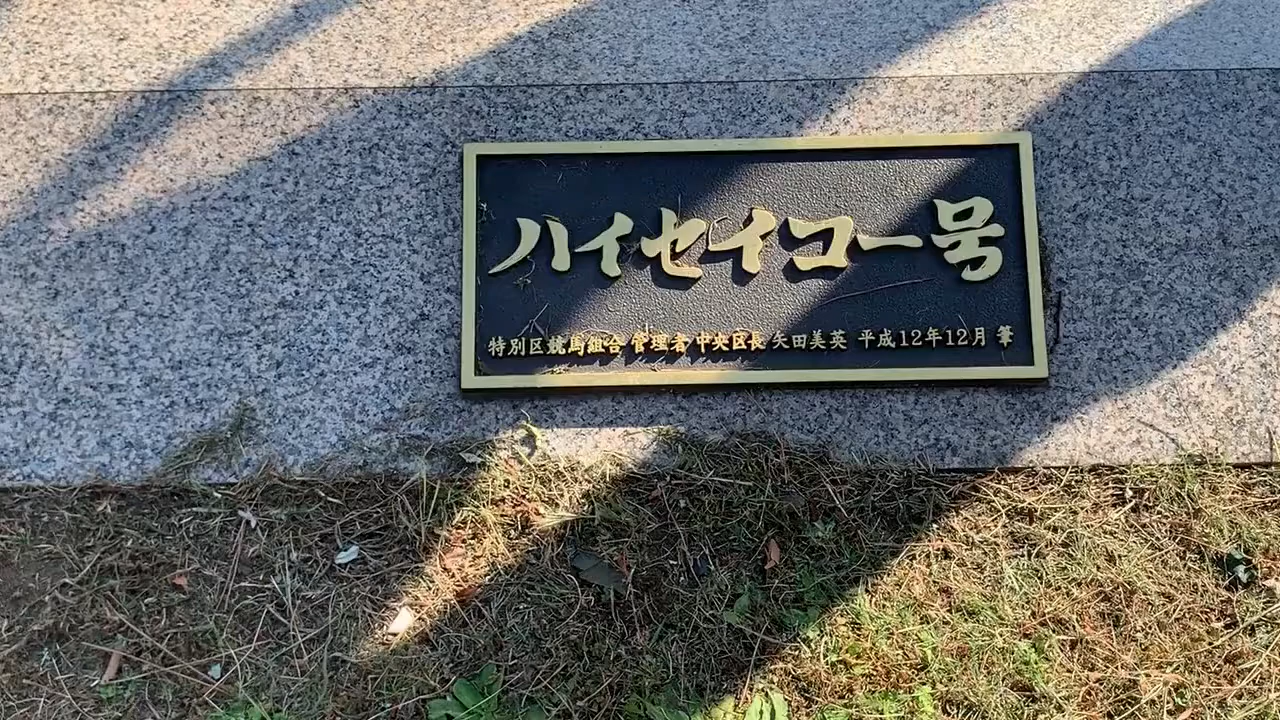 ハイセイコー号
特別区競馬組合 管理者 中央区長 矢田美英 平成12年12月 筆